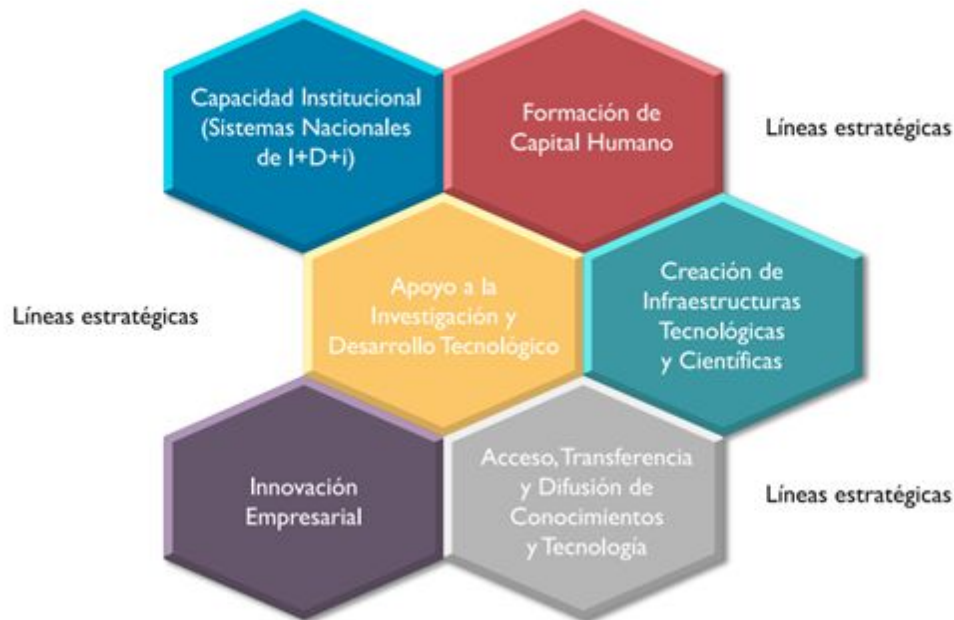 Capacidad Institucional
(Sistemas Nacionales
de I+D+i)
Formación de
Capital Humano
Líneas estratégicas
Líneas estratégicas
Apoyo a la
Investigación y
Desarrollo Tecnológico
Creación de
Infraestructuras
Tecnológicas
y Científicas
Innovación
Empresarial
Acceso, Transferencia
y Difusión de
Conocimientos
y Tecnología
Líneas estratégicas